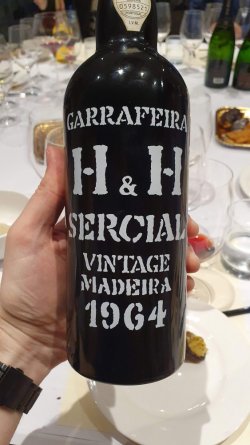 GARRAFEIRA
H & H
SERCIAL
VINTAGE
MADEIRA
1964